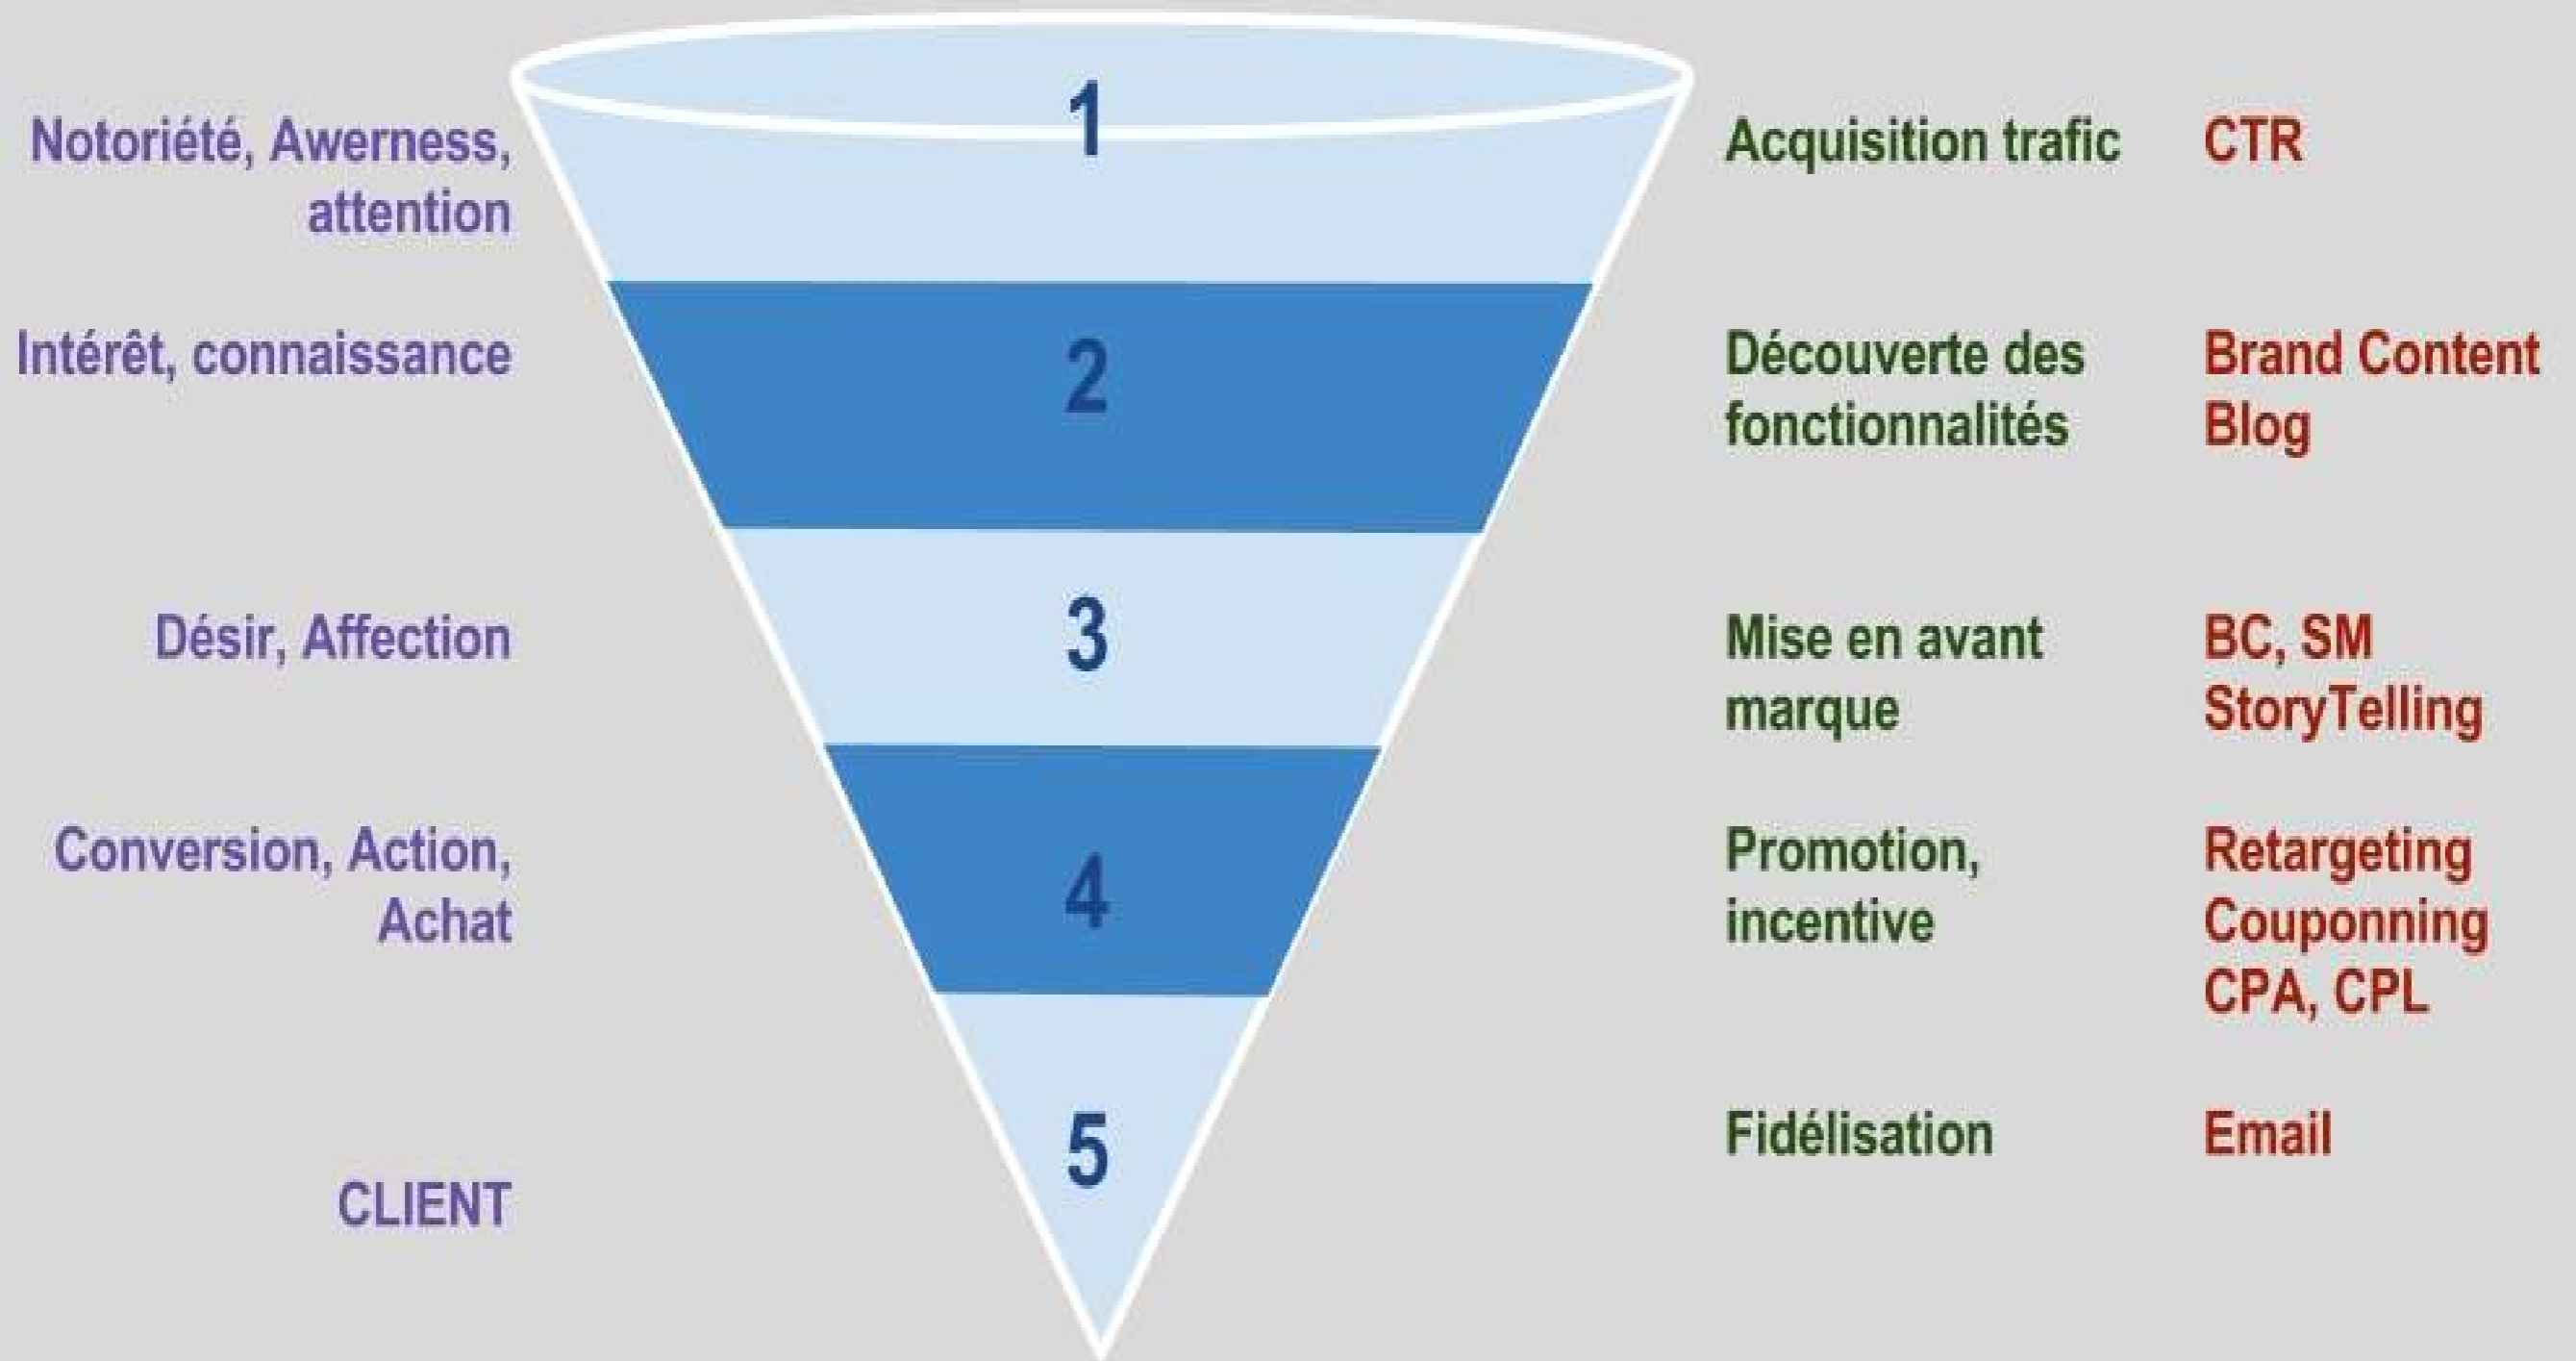 1
Notoriété, Awerness,
attention
Acquisition trafic
CTR
2
Intérêt, connaissance
Découverte des
fonctionnalités
Brand Content
Blog
3
Désir, Affection
Mise en avant
marque
BC, SM
StoryTelling
4
Conversion, Action,
Achat
Promotion,
incentive
Retargeting
Couponning
CPA, CPL
5
CLIENT
Fidélisation
Email